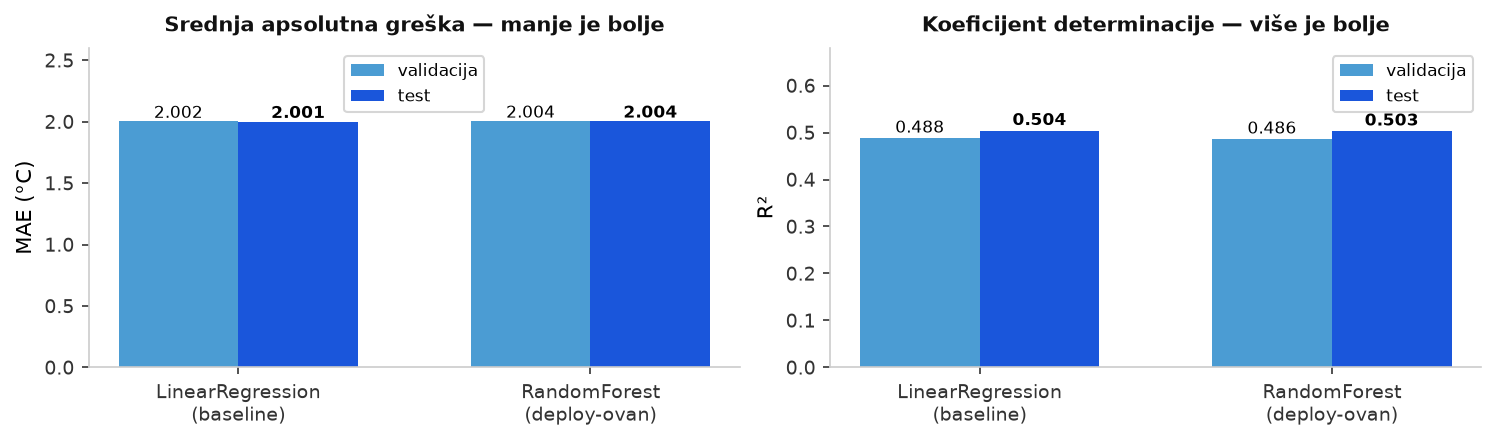 Srednja apsolutna greška — manje je bolje
MAE (°C)
2.5
2.0
1.5
1.0
0.5
0.0
validacija
test
2.002
2.001
2.004
2.004
LinearRegression
(baseline)
RandomForest
(deploy-ovan)
Koeficijent determinacije — više je bolje
R²
0.6
0.5
0.4
0.3
0.2
0.1
0.0
validacija
test
0.488
0.504
0.486
0.503
LinearRegression
(baseline)
RandomForest
(deploy-ovan)